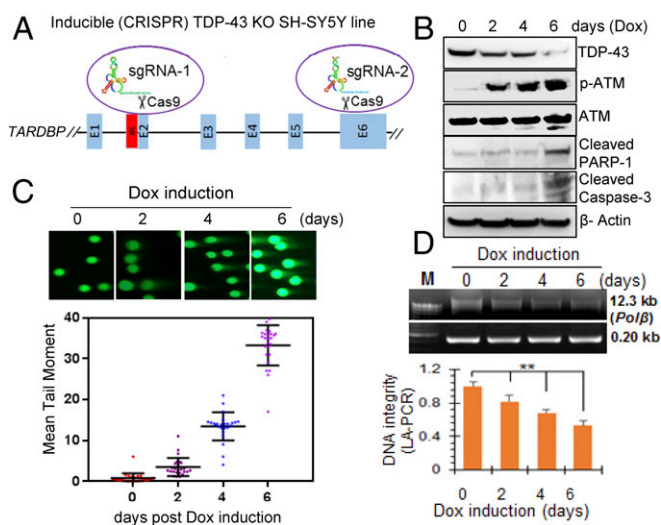 A
Inducible (CRISPR) TDP-43 KO SH-SY5Y line
sgRNA-1
Cas9
sgRNA-2
Cas9
TARDBP
E1
E2
E3
E4
E5
E6
B
0 2 4 6 days (Dox)
TDP-43
p-ATM
ATM
Cleaved
PARP-1
Cleaved
Caspase-3
β- Actin
C
Dox induction
0 2 4 6 (days)
Mean Tail Moment
40
30
20
10
0
0 2 4 6
days post Dox induction
D
Dox induction
M 0 2 4 6 (days)
12.3 kb
(Polβ)
0.20 kb
DNA integrity
(LA-PCR)
1.2
0.8
0.4
0
**
0 2 4 6
Dox induction (days)